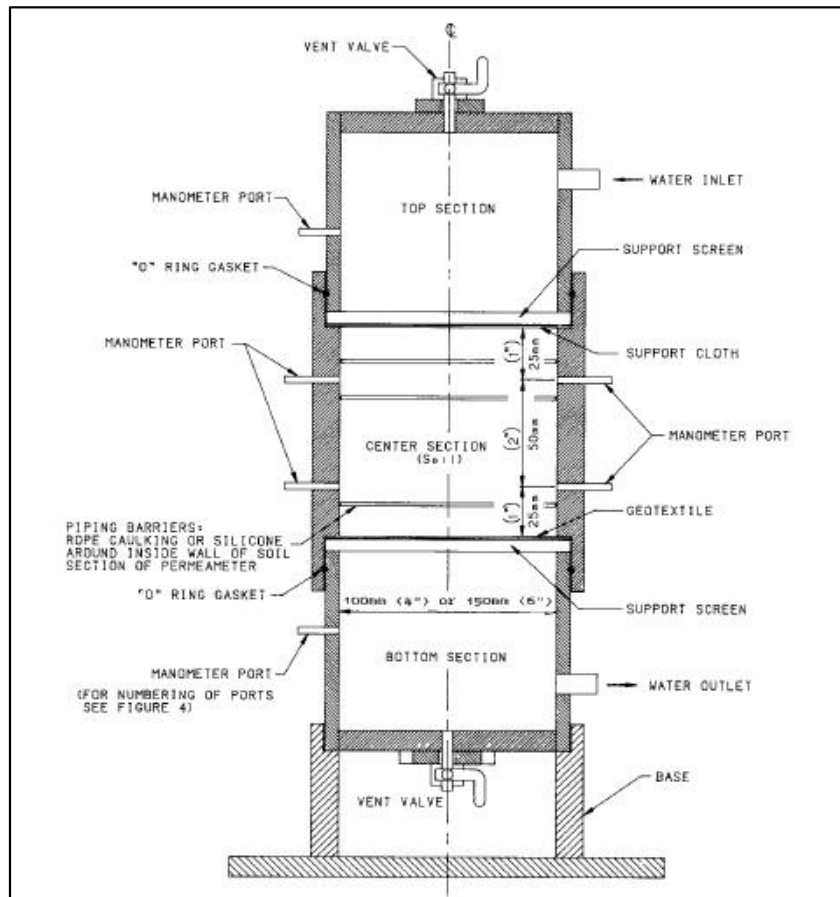 ℄
VENT VALVE
WATER INLET
MANOMETER PORT
TOP SECTION
"O" RING GASKET
SUPPORT SCREEN
(1")
25mm
MANOMETER PORT
SUPPORT CLOTH
(2")
50mm
CENTER SECTION
(Soil)
MANOMETER PORT
(1")
25mm
GEOTEXTILE
PIPING BARRIERS:
ROPE CAULKING OR SILICONE
AROUND INSIDE WALL OF SOIL
SECTION OF PERMEAMETER
"O" RING GASKET
100mm (4") or 150mm (6")
SUPPORT SCREEN
BOTTOM SECTION
MANOMETER PORT
(FOR NUMBERING OF PORTS
SEE FIGURE 4)
WATER OUTLET
BASE
VENT VALVE